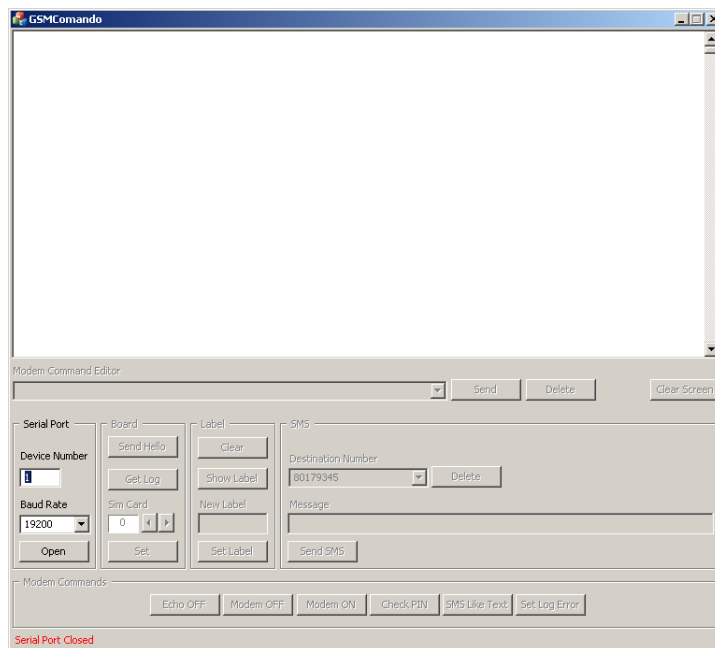 GSMComando
Modem Command Editor
Send Delete Clear Screen
Serial Port Board Label SMS
Send Hello Clear
Device Number Destination Number
1 Get Log Show Label 80179345 Delete
Baud Rate Sim Card New Label Message
19200 0
Open Set Set Label Send SMS
Modem Commands
Echo OFF Modem OFF Modem ON Check PIN SMS Like Text Set Log Error
Serial Port Closed